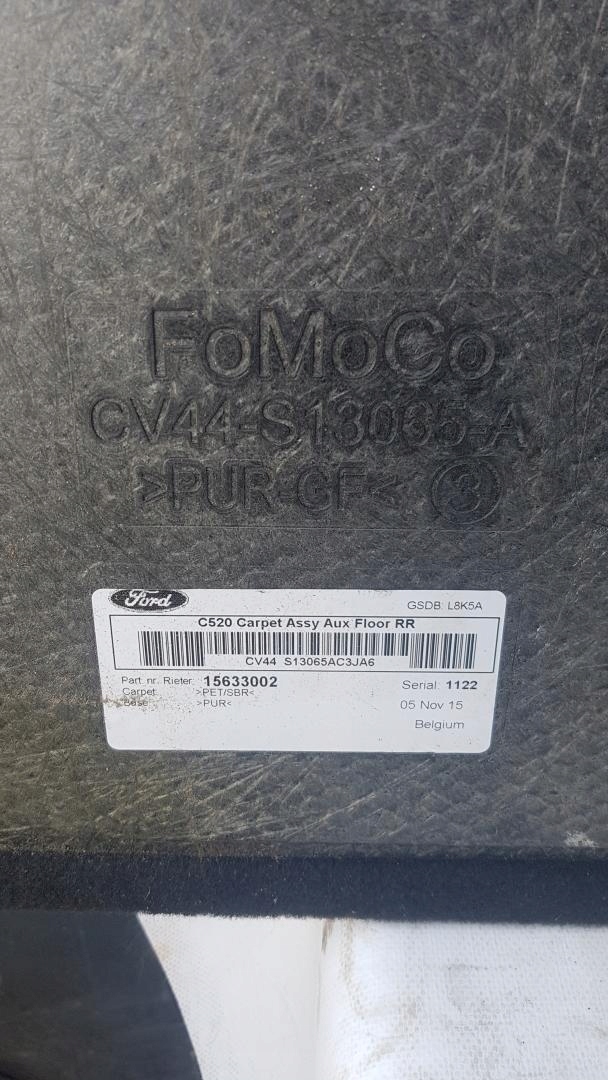 FoMoCo
CV44-S13065-A
>PUR-GF< 3
Ford
GSDB: L8K5A
C520 Carpet Assy Aux Floor RR
CV44 S13065AC3JA6
Part. nr. Rieter: 15633002
Serial: 1122
Carpet: >PET/SBR<
05 Nov 15
Base: >PUR<
Belgium